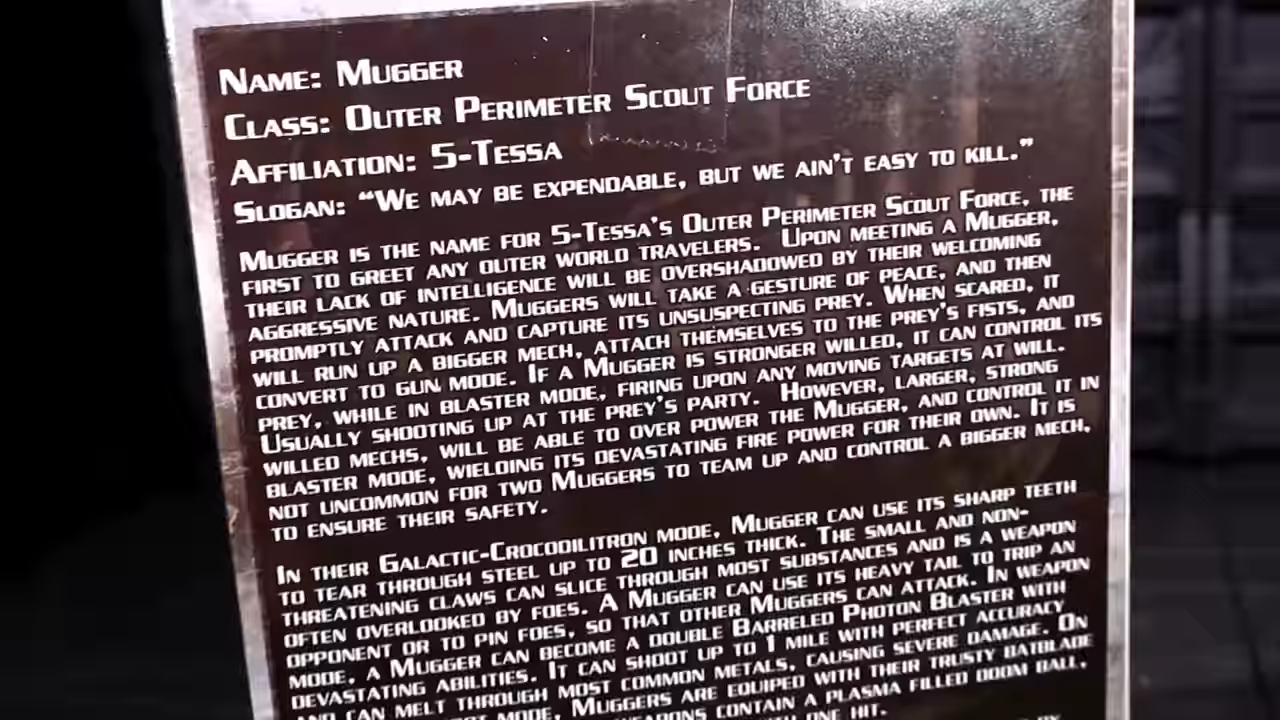 Name: Mugger
Class: Outer Perimeter Scout Force
Affiliation: 5-Tessa
Slogan: “We may be expendable, but we ain't easy to kill.”
Mugger is the name for 5-Tessa's Outer Perimeter Scout Force, the
first to greet any outer world travelers. Upon meeting a Mugger,
their lack of intelligence will be overshadowed by their welcoming
aggressive nature. Muggers will take a gesture of peace, and then
promptly attack and capture its unsuspecting prey. When scared, it
will run up a bigger mech, attach themselves to the prey's fists, and
convert to gun mode. If a Mugger is stronger willed, it can control its
prey, while in blaster mode, firing upon any moving targets at will.
Usually shooting up at the prey's party. However, larger, strong
willed mechs, will be able to over power the Mugger, and control it in
blaster mode, wielding its devastating fire power for their own. It is
not uncommon for two Muggers to team up and control a bigger mech,
to ensure their safety.
In their Galactic-Crocodilitron mode, Mugger can use its sharp teeth
to tear through steel up to 20 inches thick. The small and non-
threatening claws can slice through most substances and is a weapon
often overlooked by foes. A Mugger can use its heavy tail to trip an
opponent or to pin foes, so that other Muggers can attack. In weapon
mode, a Mugger can become a double Barreled Photon Blaster with
devastating abilities. It can shoot up to 1 mile with perfect accuracy
and can melt through most common metals, causing severe damage. On
mode, Muggers are equiped with their trusty batblade
weapons contain a plasma filled doom ball,
with one hit.